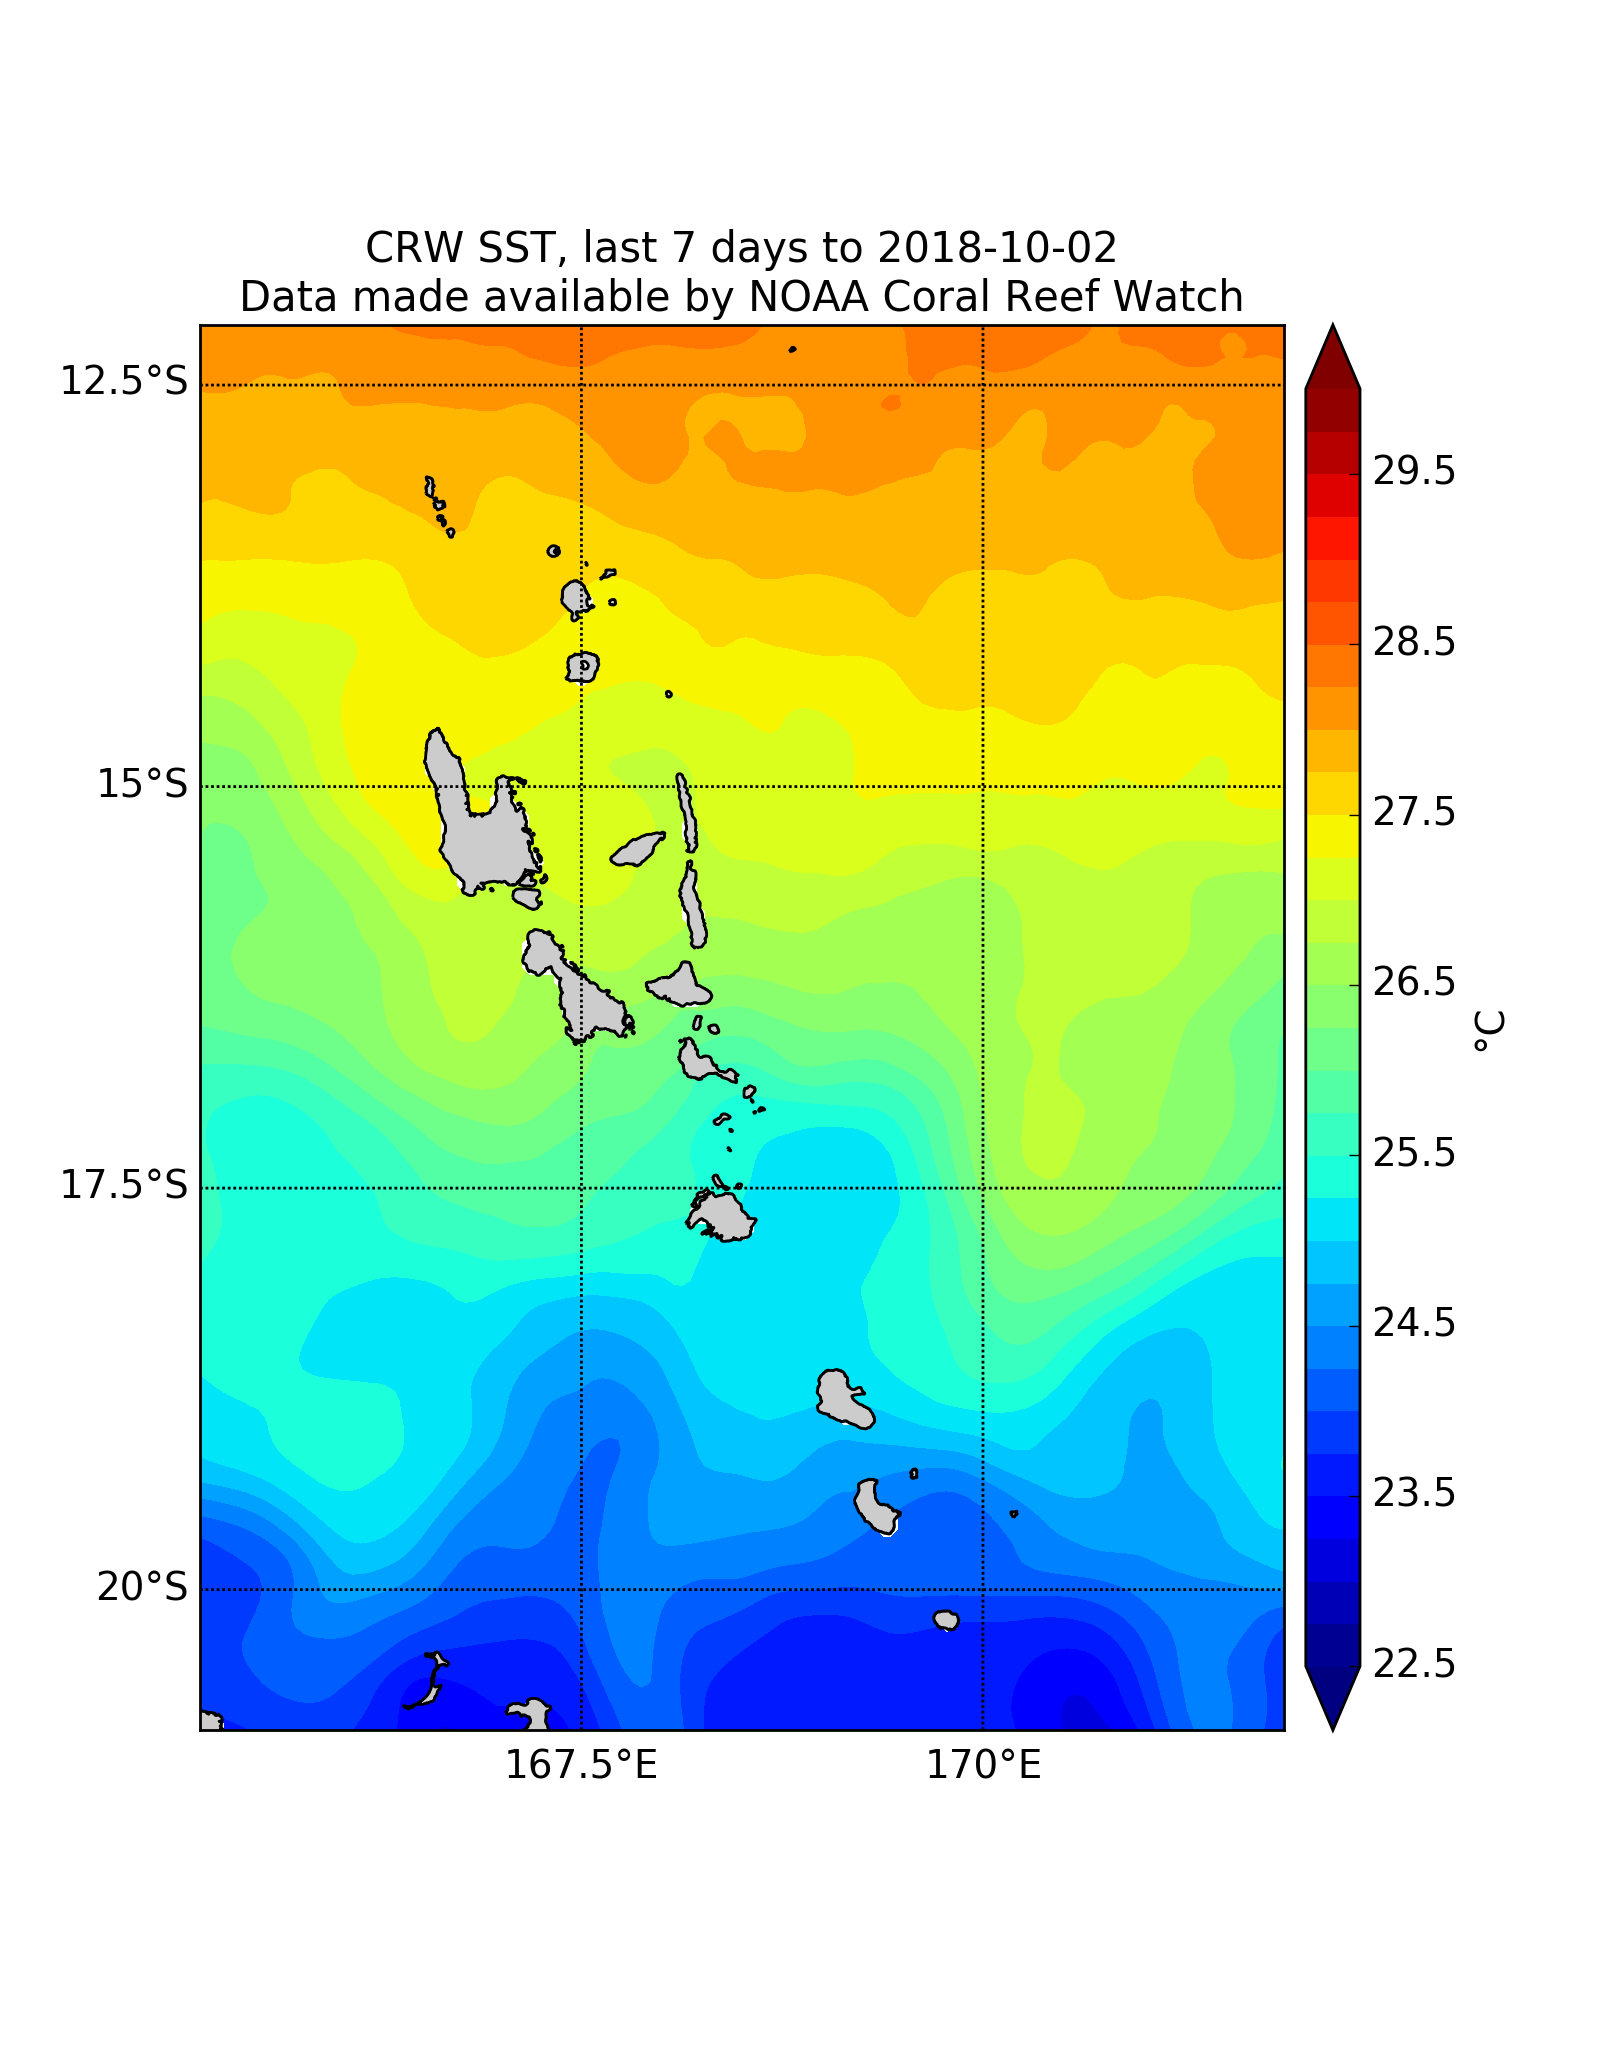 CRW SST, last 7 days to 2018-10-02
Data made available by NOAA Coral Reef Watch
12.5°S
15°S
17.5°S
20°S
167.5°E
170°E
29.5
28.5
27.5
26.5
25.5
24.5
23.5
22.5
°C